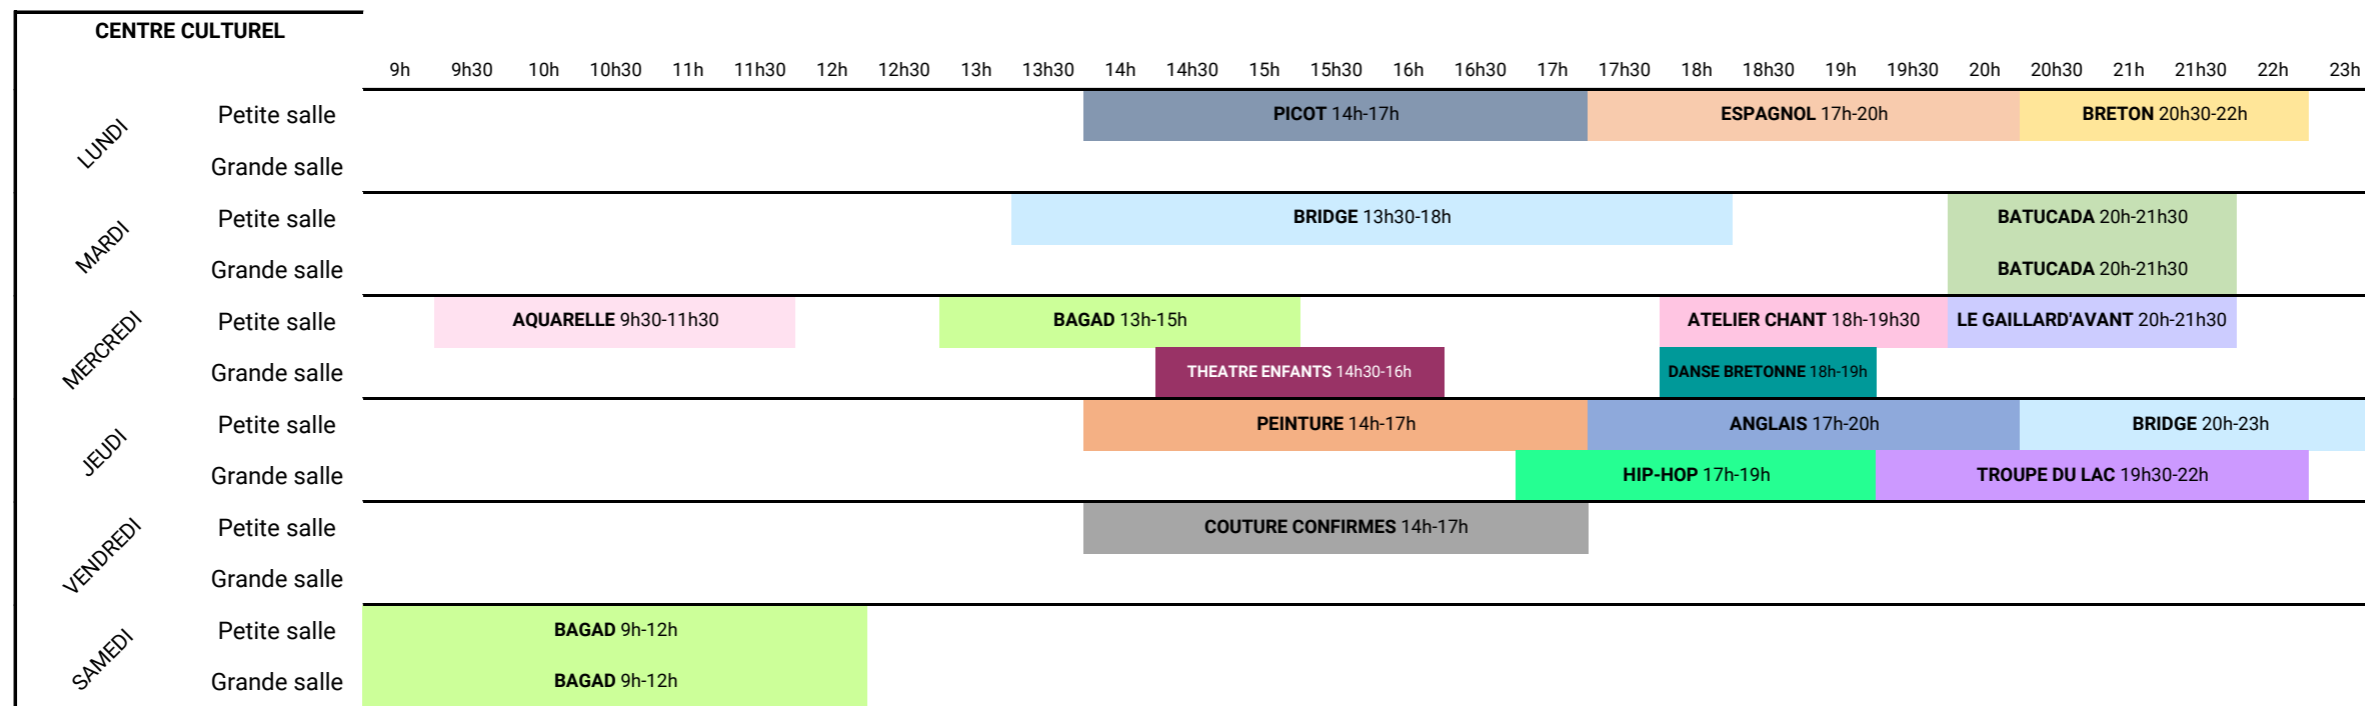 CENTRE CULTUREL
9h 9h30 10h 10h30 11h 11h30 12h 12h30 13h 13h30 14h 14h30 15h 15h30 16h 16h30 17h 17h30 18h 18h30 19h 19h30 20h 20h30 21h 21h30 22h 23h
LUNDI
Petite salle PICOT 14h-17h ESPAGNOL 17h-20h BRETON 20h30-22h
Grande salle
MARDI
Petite salle BRIDGE 13h30-18h BATUCADA 20h-21h30
Grande salle BATUCADA 20h-21h30
MERCREDI
Petite salle AQUARELLE 9h30-11h30 BAGAD 13h-15h ATELIER CHANT 18h-19h30 LE GAILLARD'AVANT 20h-21h30
Grande salle THEATRE ENFANTS 14h30-16h DANSE BRETONNE 18h-19h
JEUDI
Petite salle PEINTURE 14h-17h ANGLAIS 17h-20h BRIDGE 20h-23h
Grande salle HIP-HOP 17h-19h TROUPE DU LAC 19h30-22h
VENDREDI
Petite salle COUTURE CONFIRMES 14h-17h
Grande salle
SAMEDI
Petite salle BAGAD 9h-12h
Grande salle BAGAD 9h-12h